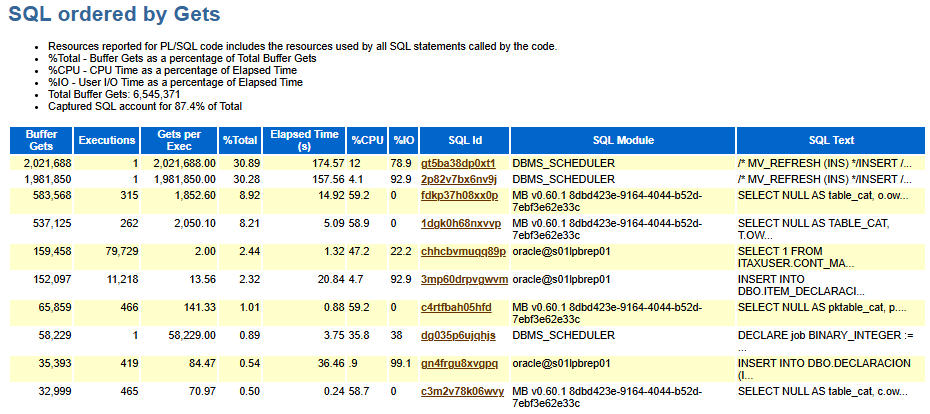 SQL ordered by Gets
Resources reported for PL/SQL code includes the resources used by all SQL statements called by the code.
%Total - Buffer Gets as a percentage of Total Buffer Gets
%CPU - CPU Time as a percentage of Elapsed Time
%IO - User I/O Time as a percentage of Elapsed Time
Total Buffer Gets: 6,545,371
Captured SQL account for 87.4% of Total
Buffer Gets Executions Gets per Exec %Total Elapsed Time (s) %CPU %IO SQL Id SQL Module SQL Text
2,021,688 1 2,021,688.00 30.89 174.57 12 78.9 gt5ba38dp0xt1 DBMS_SCHEDULER /* MV_REFRESH (INS) */INSERT /...
1,981,850 1 1,981,850.00 30.28 157.56 4.1 92.9 2p82v7bx6nv9j DBMS_SCHEDULER /* MV_REFRESH (INS) */INSERT /...
583,568 315 1,852.60 8.92 14.92 59.2 0 fdkp37h08xx0p MB v0.60.1 8dbd423e-9164-4044-b52d-7ebf3e62e33c SELECT NULL AS table_cat, o.ow...
537,125 262 2,050.10 8.21 5.09 58.9 0 1dgk0h68nxvvp MB v0.60.1 8dbd423e-9164-4044-b52d-7ebf3e62e33c SELECT NULL AS TABLE_CAT, T.OW...
159,458 79,729 2.00 2.44 1.32 47.2 22.2 chhcbvmuqq89p oracle@s01lpbrep01 SELECT 1 FROM ITAXUSER.CONT_MA...
152,097 11,218 13.56 2.32 20.84 4.7 92.9 3mp60drpvgwvm oracle@s01lpbrep01 INSERT INTO DBO.ITEM_DECLARACI...
65,859 466 141.33 1.01 0.88 59.2 0 c4rtfbah05hfd MB v0.60.1 8dbd423e-9164-4044-b52d-7ebf3e62e33c SELECT NULL AS pktable_cat, p....
58,229 1 58,229.00 0.89 3.75 35.8 38 dg035p6ujqhjs DBMS_SCHEDULER DECLARE job BINARY_INTEGER := ...
35,393 419 84.47 0.54 36.46 .9 99.1 gn4frgu8xvgpq oracle@s01lpbrep01 INSERT INTO DBO.DECLARACION (I...
32,999 465 70.97 0.50 0.24 58.7 0 c3m2v78k06wvy MB v0.60.1 8dbd423e-9164-4044-b52d-7ebf3e62e33c SELECT NULL AS table_cat, c.ow...